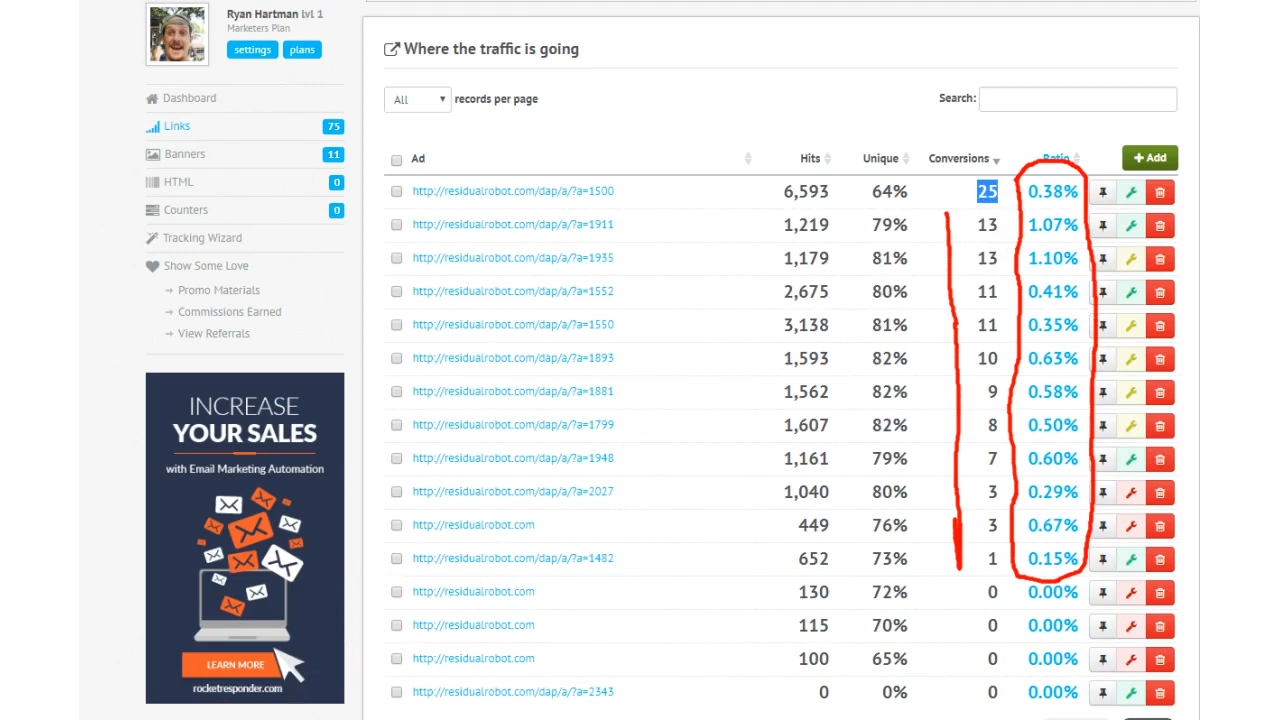 Ryan Hartman lvl 1
Marketers Plan
settings plans
Dashboard
Links 75
Banners 11
HTML 0
Counters 0
Tracking Wizard
Show Some Love
→ Promo Materials
→ Commissions Earned
→ View Referrals
INCREASE
YOUR SALES
with Email Marketing Automation
LEARN MORE
rocketresponder.com
Where the traffic is going
All records per page Search:
Ad Hits Unique Conversions Ratio + Add
http://residualrobot.com/dap/a/?a=1500 6,593 64% 25 0.38%
http://residualrobot.com/dap/a/?a=1911 1,219 79% 13 1.07%
http://residualrobot.com/dap/a/?a=1935 1,179 81% 13 1.10%
http://residualrobot.com/dap/a/?a=1552 2,675 80% 11 0.41%
http://residualrobot.com/dap/a/?a=1550 3,138 81% 11 0.35%
http://residualrobot.com/dap/a/?a=1893 1,593 82% 10 0.63%
http://residualrobot.com/dap/a/?a=1881 1,562 82% 9 0.58%
http://residualrobot.com/dap/a/?a=1799 1,607 82% 8 0.50%
http://residualrobot.com/dap/a/?a=1948 1,161 79% 7 0.60%
http://residualrobot.com/dap/a/?a=2027 1,040 80% 3 0.29%
http://residualrobot.com 449 76% 3 0.67%
http://residualrobot.com/dap/a/?a=1482 652 73% 1 0.15%
http://residualrobot.com 130 72% 0 0.00%
http://residualrobot.com 115 70% 0 0.00%
http://residualrobot.com 100 65% 0 0.00%
http://residualrobot.com/dap/a/?a=2343 0 0% 0 0.00%